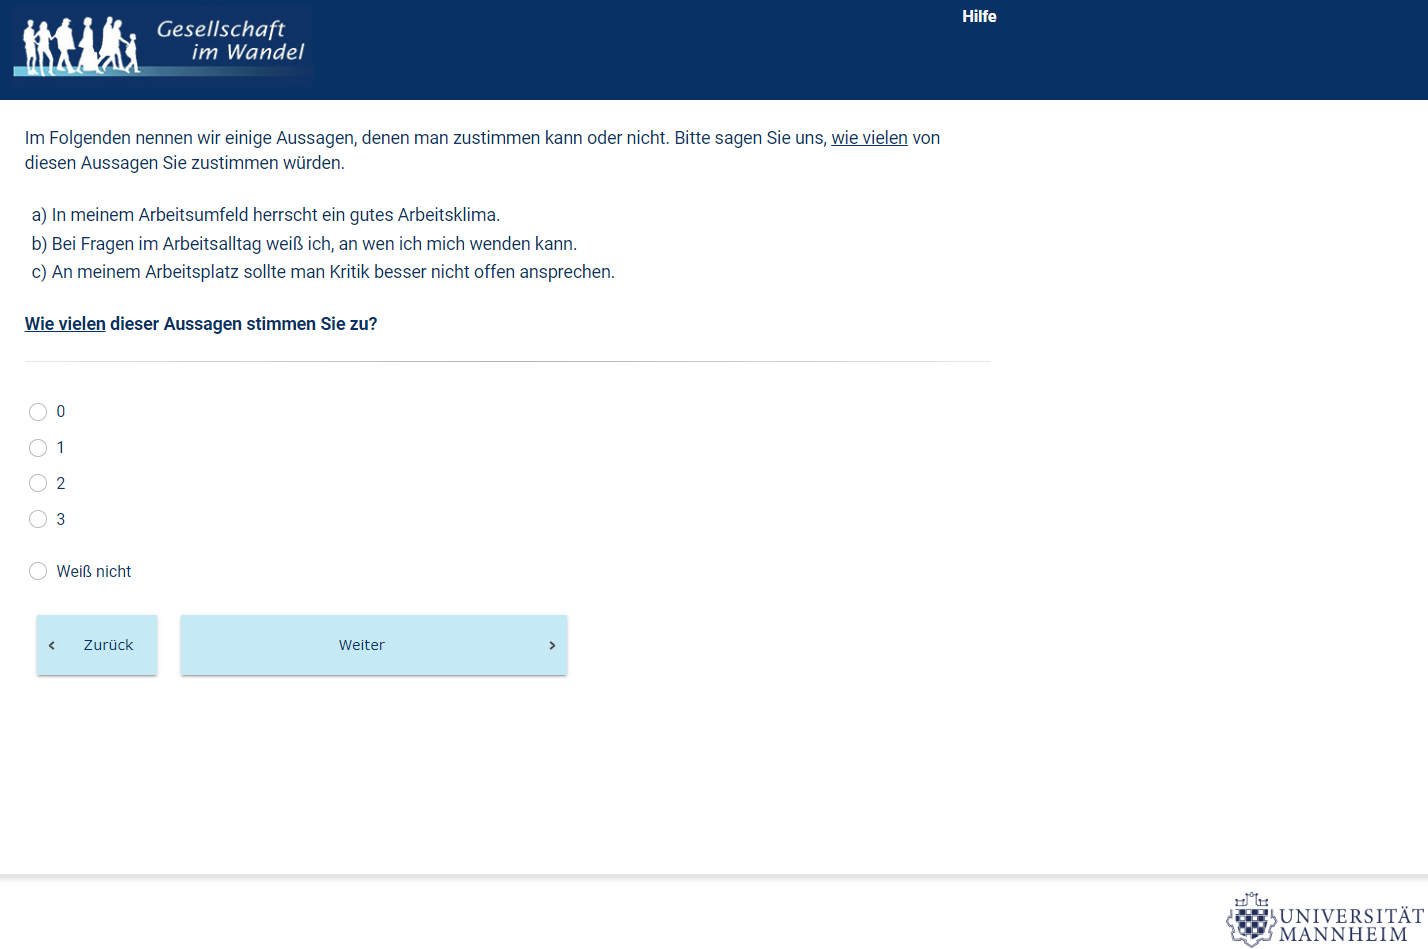 Gesellschaft
im Wandel
Hilfe
Im Folgenden nennen wir einige Aussagen, denen man zustimmen kann oder nicht. Bitte sagen Sie uns, wie vielen von
diesen Aussagen Sie zustimmen würden.
a) In meinem Arbeitsumfeld herrscht ein gutes Arbeitsklima.
b) Bei Fragen im Arbeitsalltag weiß ich, an wen ich mich wenden kann.
c) An meinem Arbeitsplatz sollte man Kritik besser nicht offen ansprechen.
Wie vielen dieser Aussagen stimmen Sie zu?
0
1
2
3
Weiß nicht
‹ Zurück
Weiter ›
UNIVERSITÄT
MANNHEIM